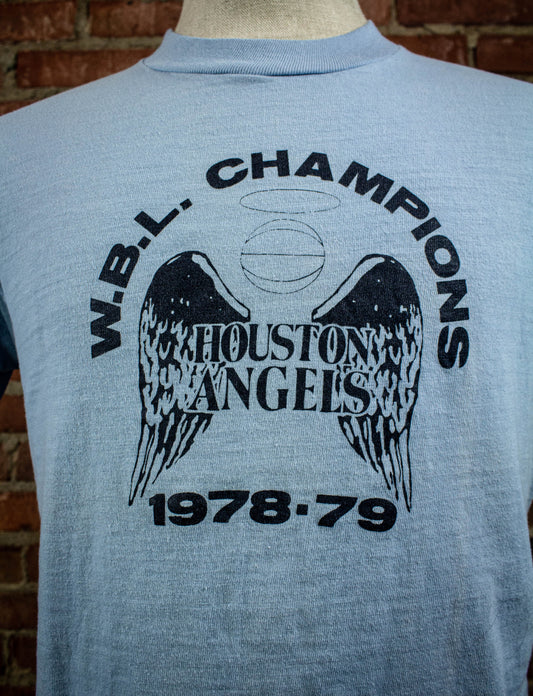 W.B.L. CHAMPIONS
HOUSTON
ANGELS
1978-79